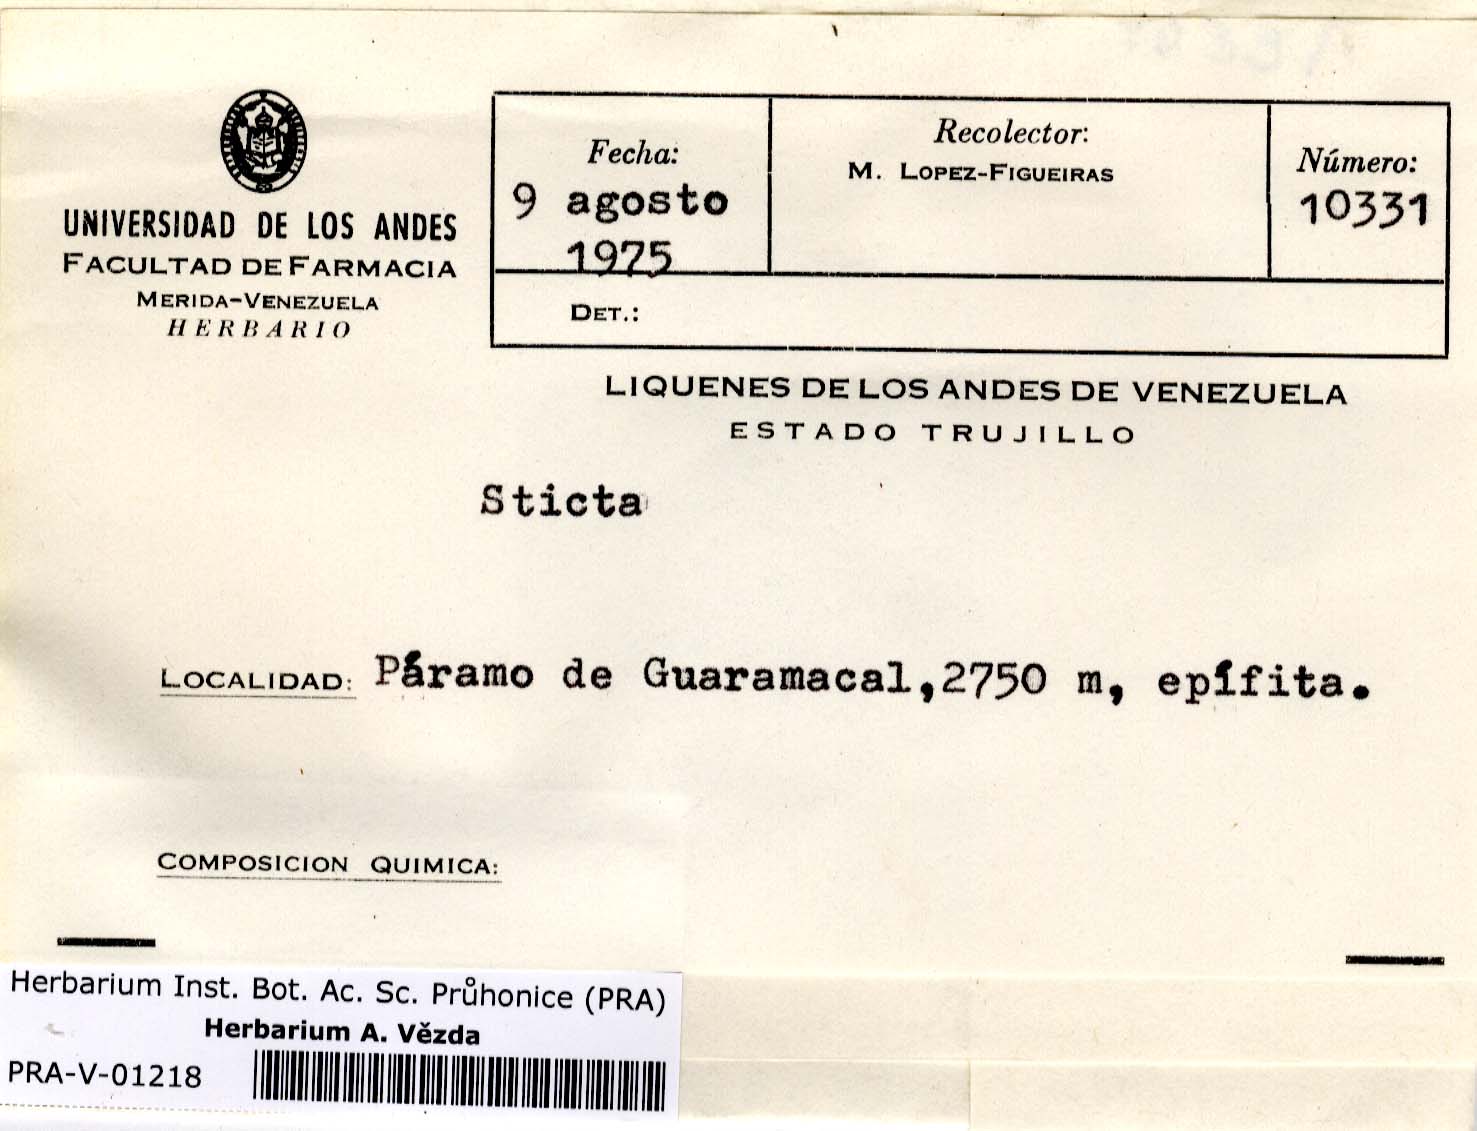 UNIVERSIDAD DE LOS ANDES
FACULTAD DE FARMACIA
MERIDA-VENEZUELA
HERBARIO
Fecha:
9 agosto
1975
Recolector:
M. LOPEZ-FIGUEIRAS
Número:
10331
DET.:
LIQUENES DE LOS ANDES DE VENEZUELA
ESTADO TRUJILLO
Sticta
LOCALIDAD: Páramo de Guaramacal,2750 m, epífita.
COMPOSICION QUIMICA:
Herbarium Inst. Bot. Ac. Sc. Průhonice (PRA)
Herbarium A. Vězda
PRA-V-01218